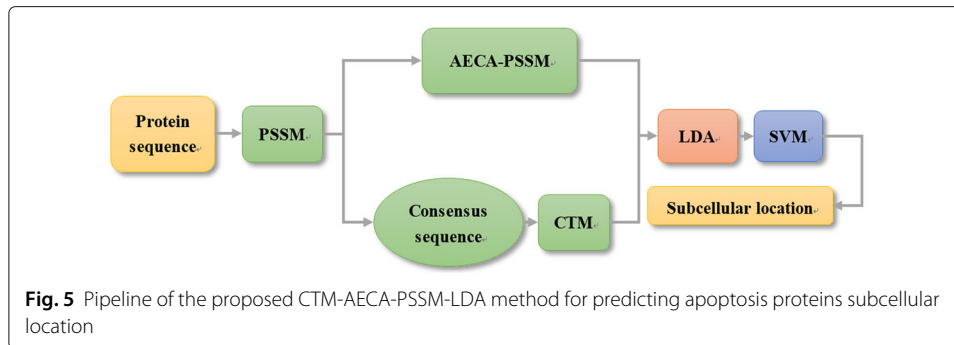 AECA-PSSM
Protein
sequence
PSSM
LDA
SVM
Consensus
sequence
CTM
Subcellular location
Fig. 5 Pipeline of the proposed CTM-AECA-PSSM-LDA method for predicting apoptosis proteins subcellular
location